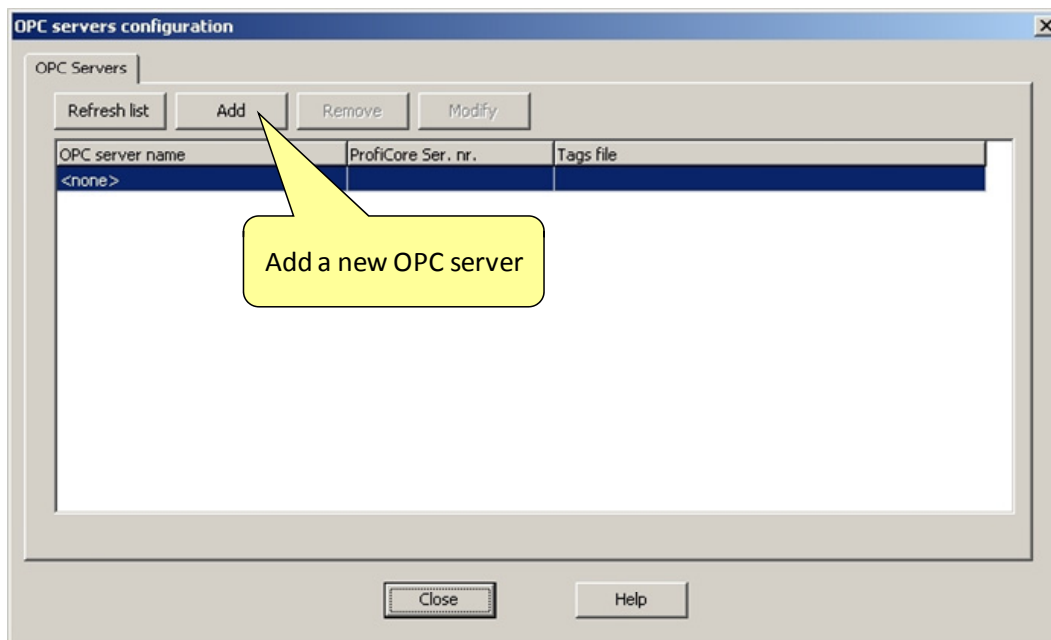 OPC servers configuration
OPC Servers
Refresh list Add Remove Modify
OPC server name ProfiCore Ser. nr. Tags file
<none>
Add a new OPC server
Close Help